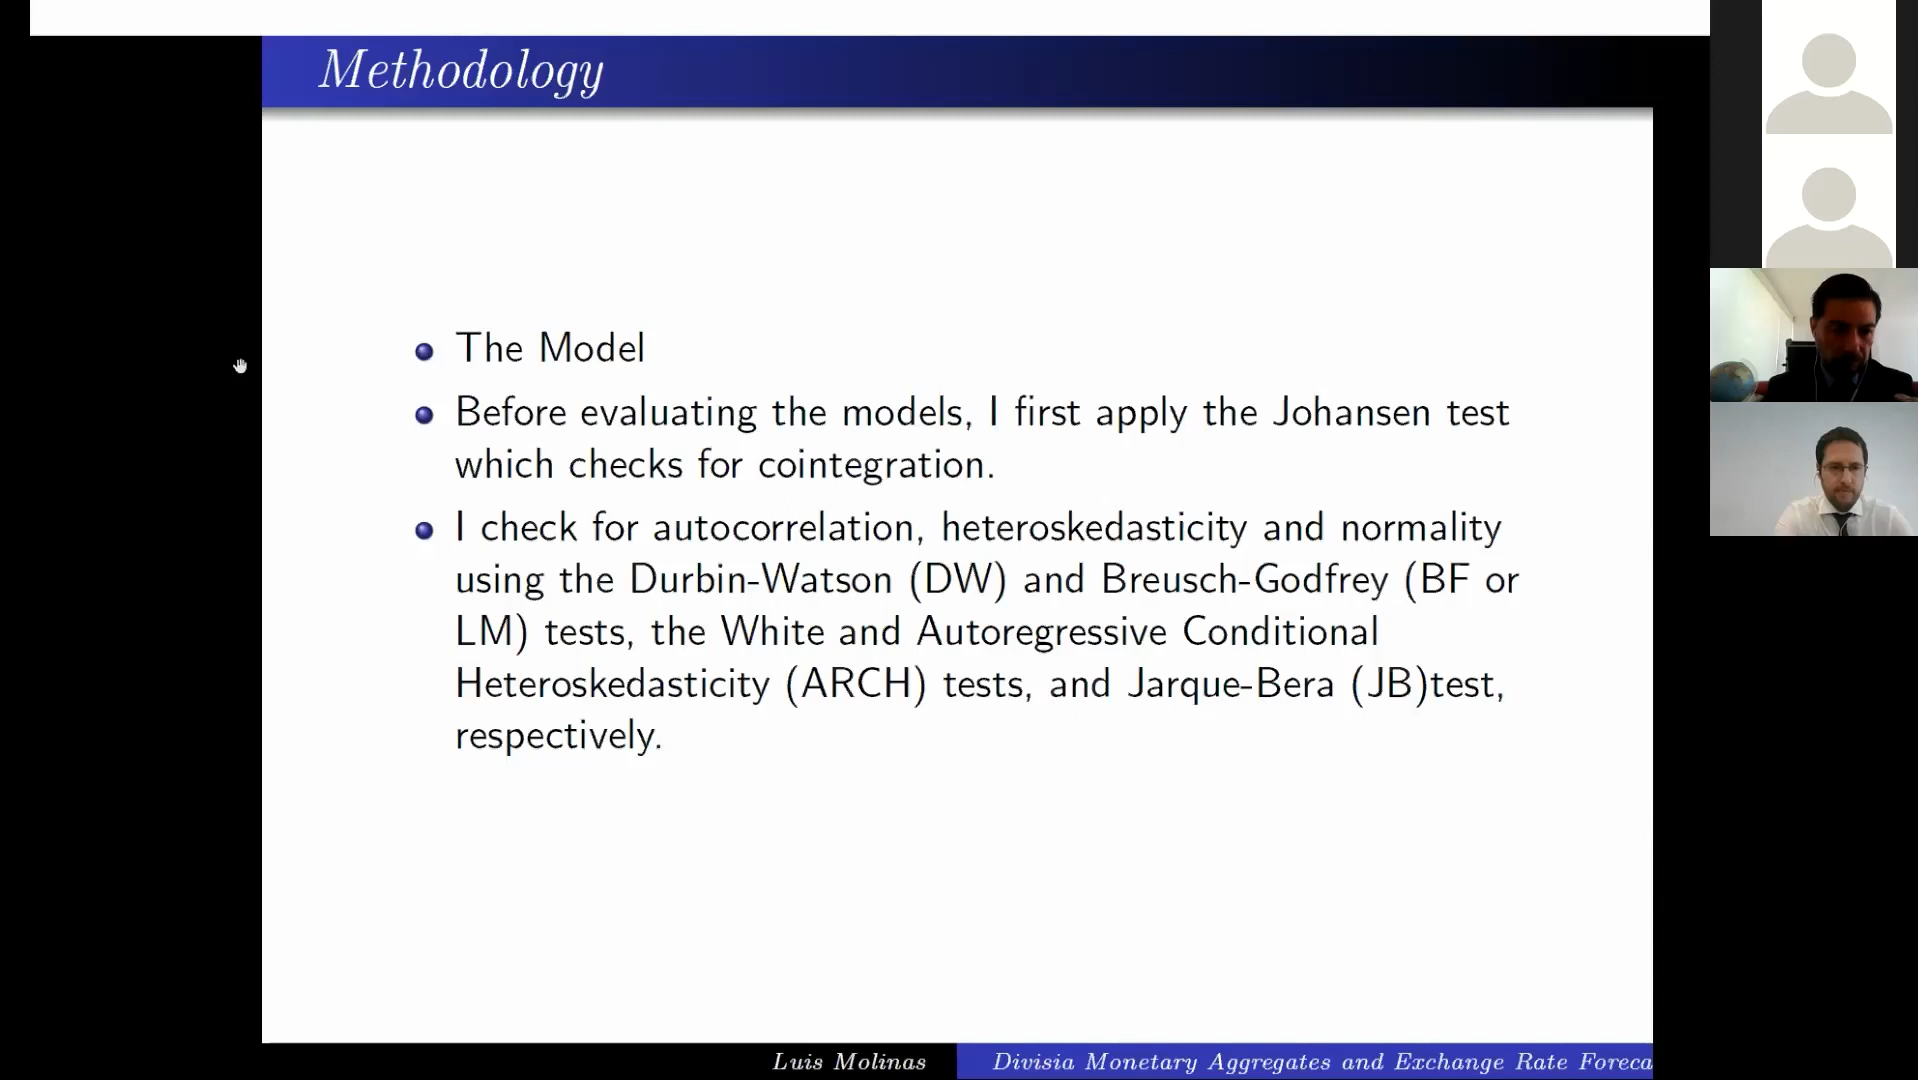 Methodology
The Model
Before evaluating the models, I first apply the Johansen test
which checks for cointegration.
I check for autocorrelation, heteroskedasticity and normality
using the Durbin-Watson (DW) and Breusch-Godfrey (BF or
LM) tests, the White and Autoregressive Conditional
Heteroskedasticity (ARCH) tests, and Jarque-Bera (JB)test,
respectively.
Luis Molinas
Divisia Monetary Aggregates and Exchange Rate Foreca